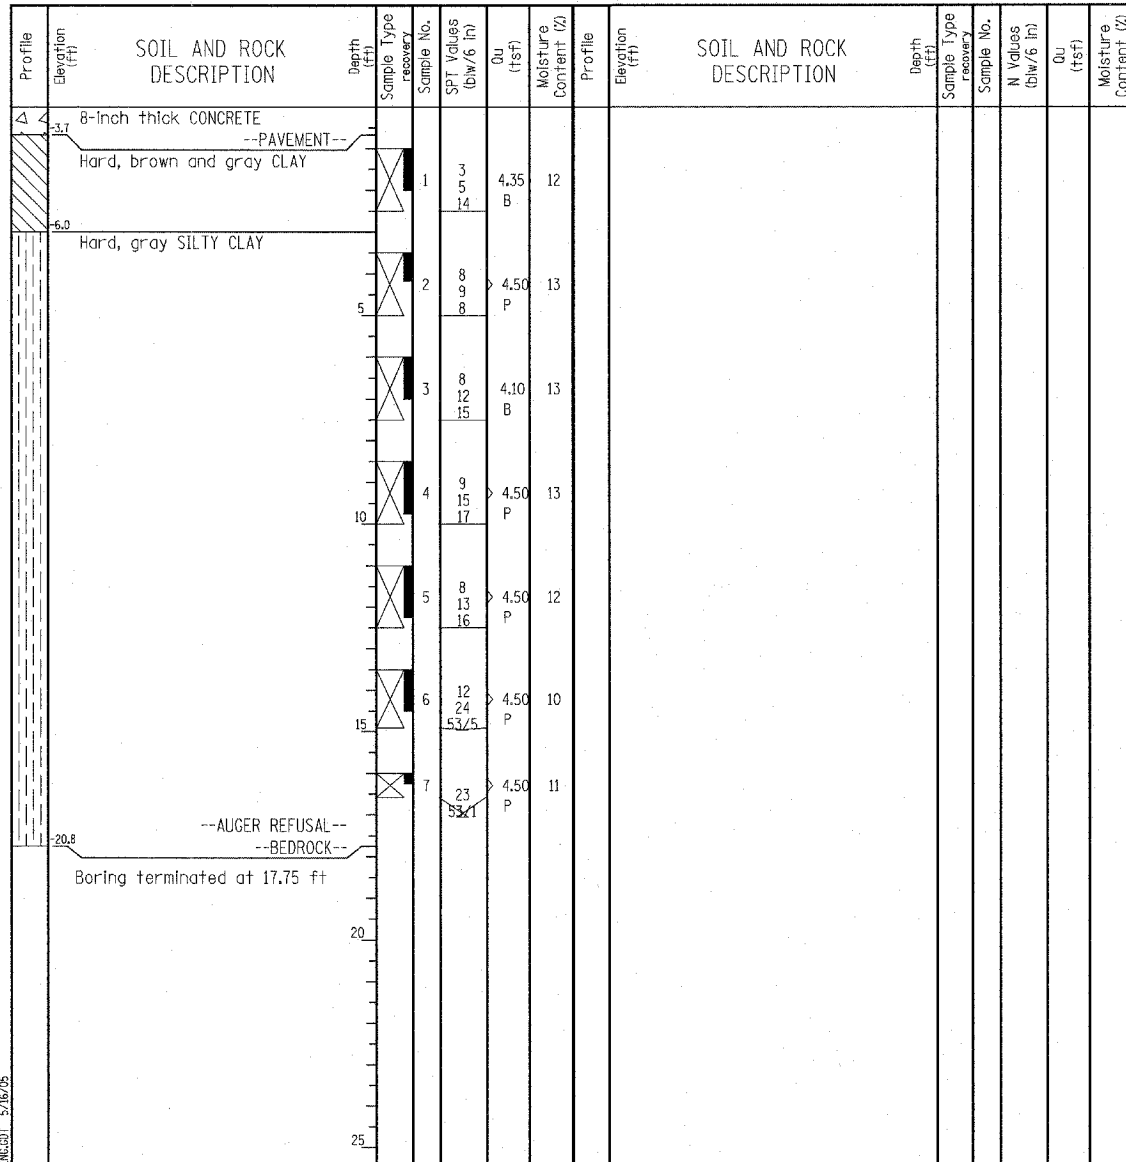 Profile
Elevation (ft)
SOIL AND ROCK DESCRIPTION
Depth (ft)
Sample Type recovery
Sample No.
SPT Values (blw/6 in)
Qu (tsf)
Moisture Content (%)
Profile
Elevation (ft)
SOIL AND ROCK DESCRIPTION
Depth (ft)
Sample Type recovery
Sample No.
N Values (blw/6 in)
Qu (tsf)
Moisture Content (%)
8-inch thick CONCRETE
-3.7
--PAVEMENT--
Hard, brown and gray CLAY
1
3
5
14
4.35
B
12
-6.0
Hard, gray SILTY CLAY
5
2
8
9
8
> 4.50
P
13
3
8
12
15
4.10
B
13
10
4
9
15
17
> 4.50
P
13
5
8
13
16
> 4.50
P
12
15
6
12
24
53/5
> 4.50
P
10
7
23
53/1
> 4.50
P
11
--AUGER REFUSAL--
-20.8
--BEDROCK--
Boring terminated at 17.75 ft
20
25
5/16/05